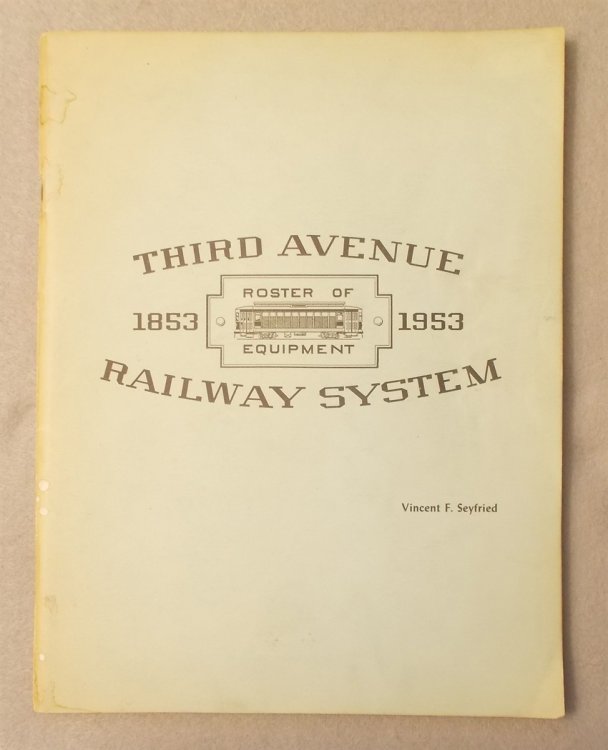 THIRD AVENUE
ROSTER OF
1853 1953
EQUIPMENT
RAILWAY SYSTEM
Vincent F. Seyfried